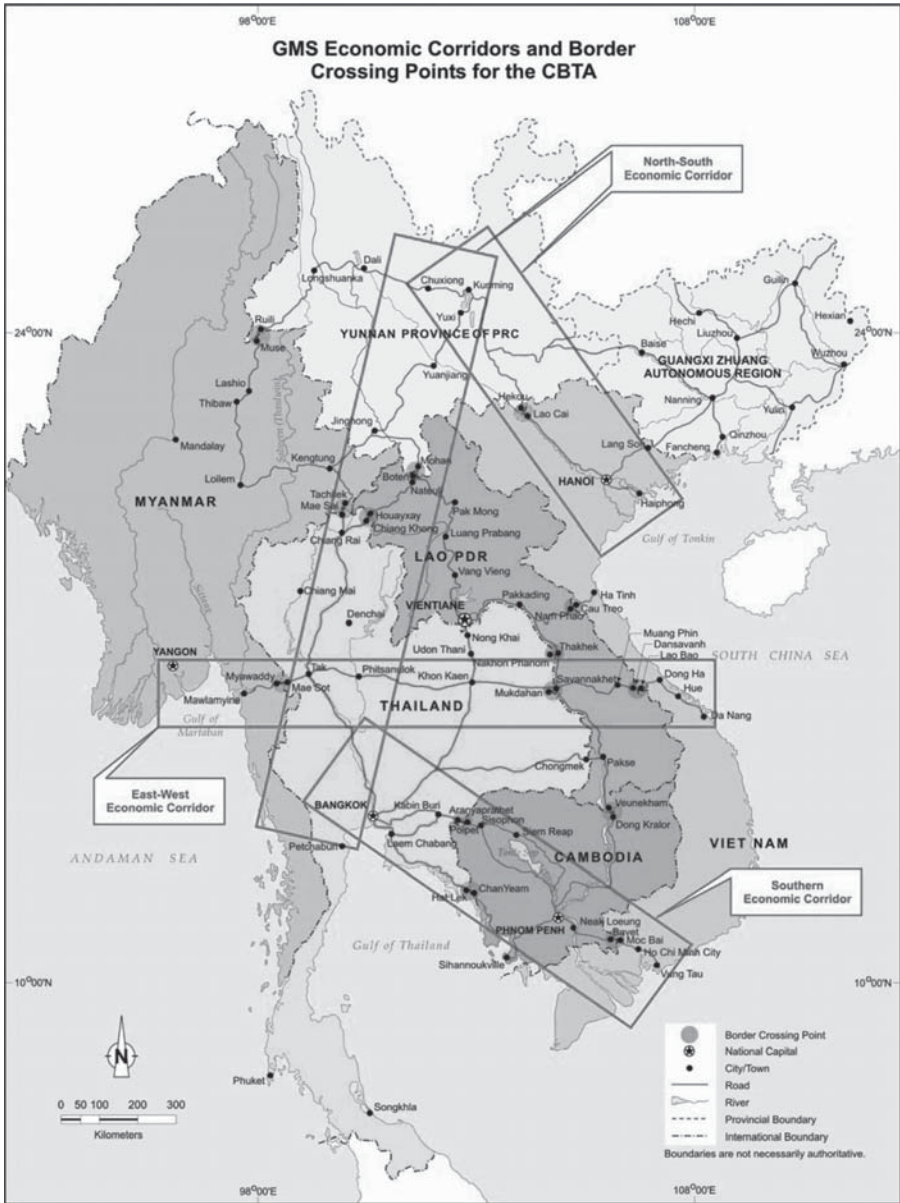 98°00'E
108°00'E
GMS Economic Corridors and Border
Crossing Points for the CBTA
North-South
Economic Corridor
Dali
Longshuanka
Chuxiong
Kunming
Guilin
Yuxi
Hechi
Hexian
24°00'N
24°00'N
Ruili
YUNNAN PROVINCE OF PRC
Liuzhou
Muse
Baise
GUANGXI ZHUANG
AUTONOMOUS REGION
Wuzhou
Yuanjiang
Lashio
Thibaw
Salween (Thanlwin)
Nanning
Yulin
Hekou
Lao Cai
Jinghong
Mandalay
Lang Son
Fancheng
Qinzhou
Kengtung
Mohan
Loilem
Boten
HANOI
Nateuy
MYANMAR
Tachilek
Haiphong
Mae Sai
Houayxay
Pak Mong
Chiang Khong
Chiang Rai
Luang Prabang
Gulf of Tonkin
LAO PDR
Vang Vieng
Chiang Mai
Pakkading
Ha Tinh
Sittang
VIENTIANE
Cau Treo
Denchai
Nam Phao
Nong Khai
Muang Phin
Dansavanh
Lao Bao
YANGON
Udon Thani
Thakhek
SOUTH CHINA SEA
Nakhon Phanom
Tak
Phitsanulok
Khon Kaen
Myawaddy
Mae Sot
Savannakhet
Dong Ha
Mawlamyine
Mukdahan
Hue
THAILAND
Da Nang
Gulf of
Martaban
Chongmek
Pakse
East-West
Economic Corridor
BANGKOK
Kabin Buri
Aranyaprathet
Veunekham
Sisophon
Poipet
Dong Kralor
Siem Reap
Laem Chabang
Petchaburi
Tonle Sap
CAMBODIA
VIET NAM
ANDAMAN SEA
ChanYeam
Hat Lek
Southern
Economic Corridor
PHNOM PENH
Neak Loeung
Bavet
Gulf of Thailand
Moc Bai
Ho Chi Minh City
Sihannoukville
Vung Tau
10°00'N
10°00'N
N
Border Crossing Point
National Capital
City/Town
Phuket
Road
0 50 100 200 300
River
Songkhla
Provincial Boundary
Kilometers
International Boundary
Boundaries are not necessarily authoritative.
98°00'E
108°00'E